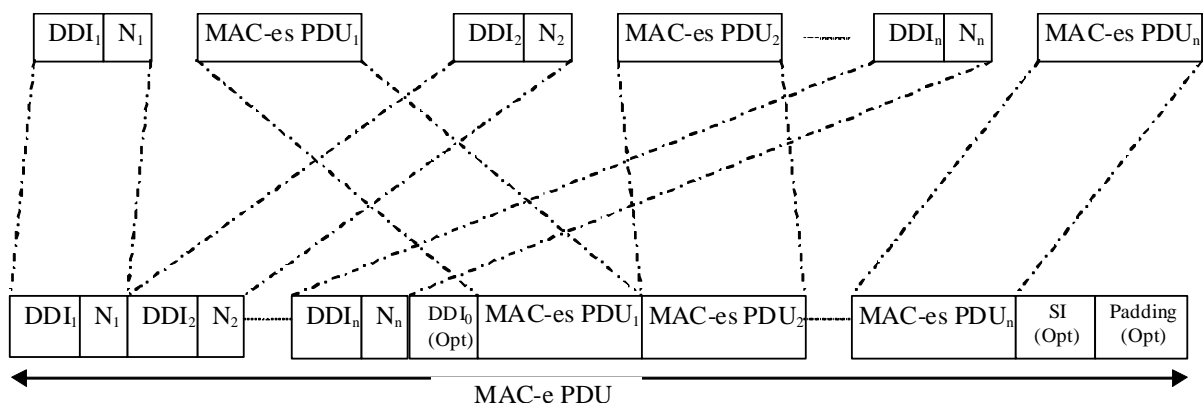 DDI₁ N₁ MAC-es PDU₁ DDI₂ N₂ MAC-es PDU₂ DDIₙ Nₙ MAC-es PDUₙ
DDI₁ N₁ DDI₂ N₂ DDIₙ Nₙ DDI₀ (Opt) MAC-es PDU₁ MAC-es PDU₂ MAC-es PDUₙ SI (Opt) Padding (Opt)
MAC-e PDU